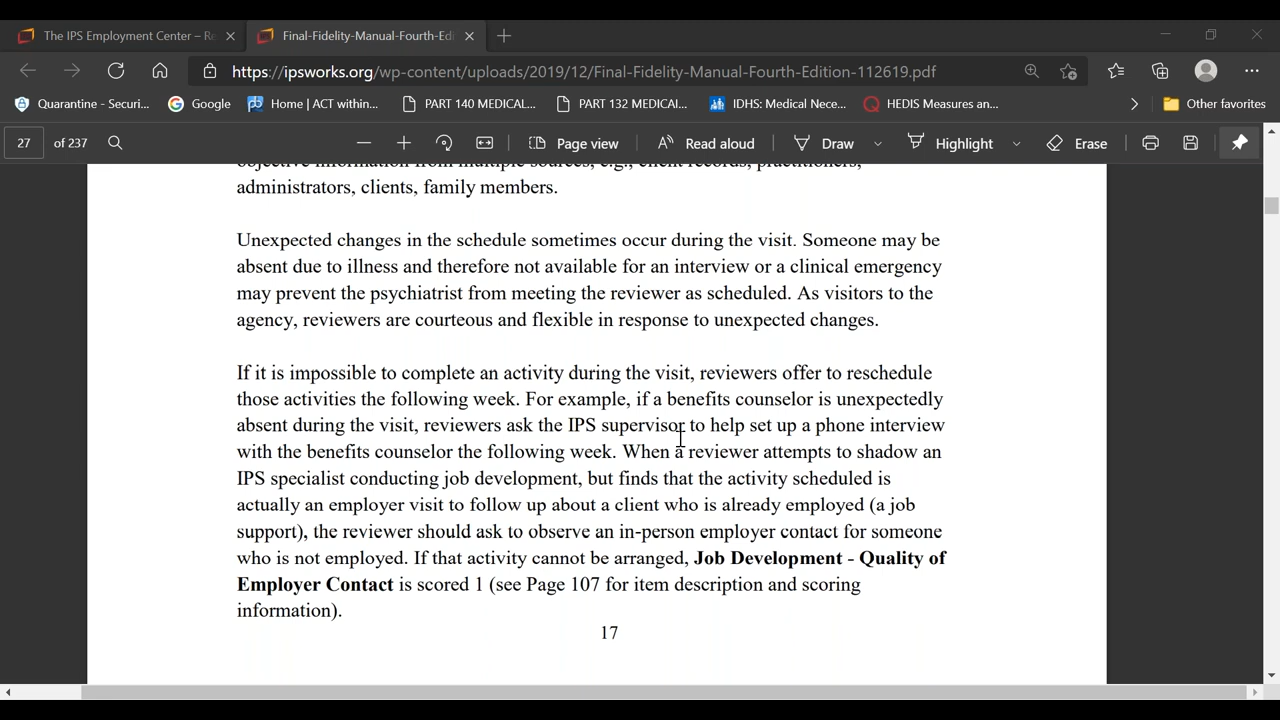 The IPS Employment Center – Re
Final-Fidelity-Manual-Fourth-Edi
https://ipsworks.org/wp-content/uploads/2019/12/Final-Fidelity-Manual-Fourth-Edition-112619.pdf
Quarantine - Securi... Google Home | ACT within... PART 140 MEDICAL... PART 132 MEDICAL... IDHS: Medical Nece... HEDIS Measures an... Other favorites
27 of 237 Page view Read aloud Draw Highlight Erase
objective information from multiple sources, e.g., client records, practitioners,
administrators, clients, family members.
Unexpected changes in the schedule sometimes occur during the visit. Someone may be
absent due to illness and therefore not available for an interview or a clinical emergency
may prevent the psychiatrist from meeting the reviewer as scheduled. As visitors to the
agency, reviewers are courteous and flexible in response to unexpected changes.
If it is impossible to complete an activity during the visit, reviewers offer to reschedule
those activities the following week. For example, if a benefits counselor is unexpectedly
absent during the visit, reviewers ask the IPS supervisor to help set up a phone interview
with the benefits counselor the following week. When a reviewer attempts to shadow an
IPS specialist conducting job development, but finds that the activity scheduled is
actually an employer visit to follow up about a client who is already employed (a job
support), the reviewer should ask to observe an in-person employer contact for someone
who is not employed. If that activity cannot be arranged, Job Development - Quality of
Employer Contact is scored 1 (see Page 107 for item description and scoring
information).
17